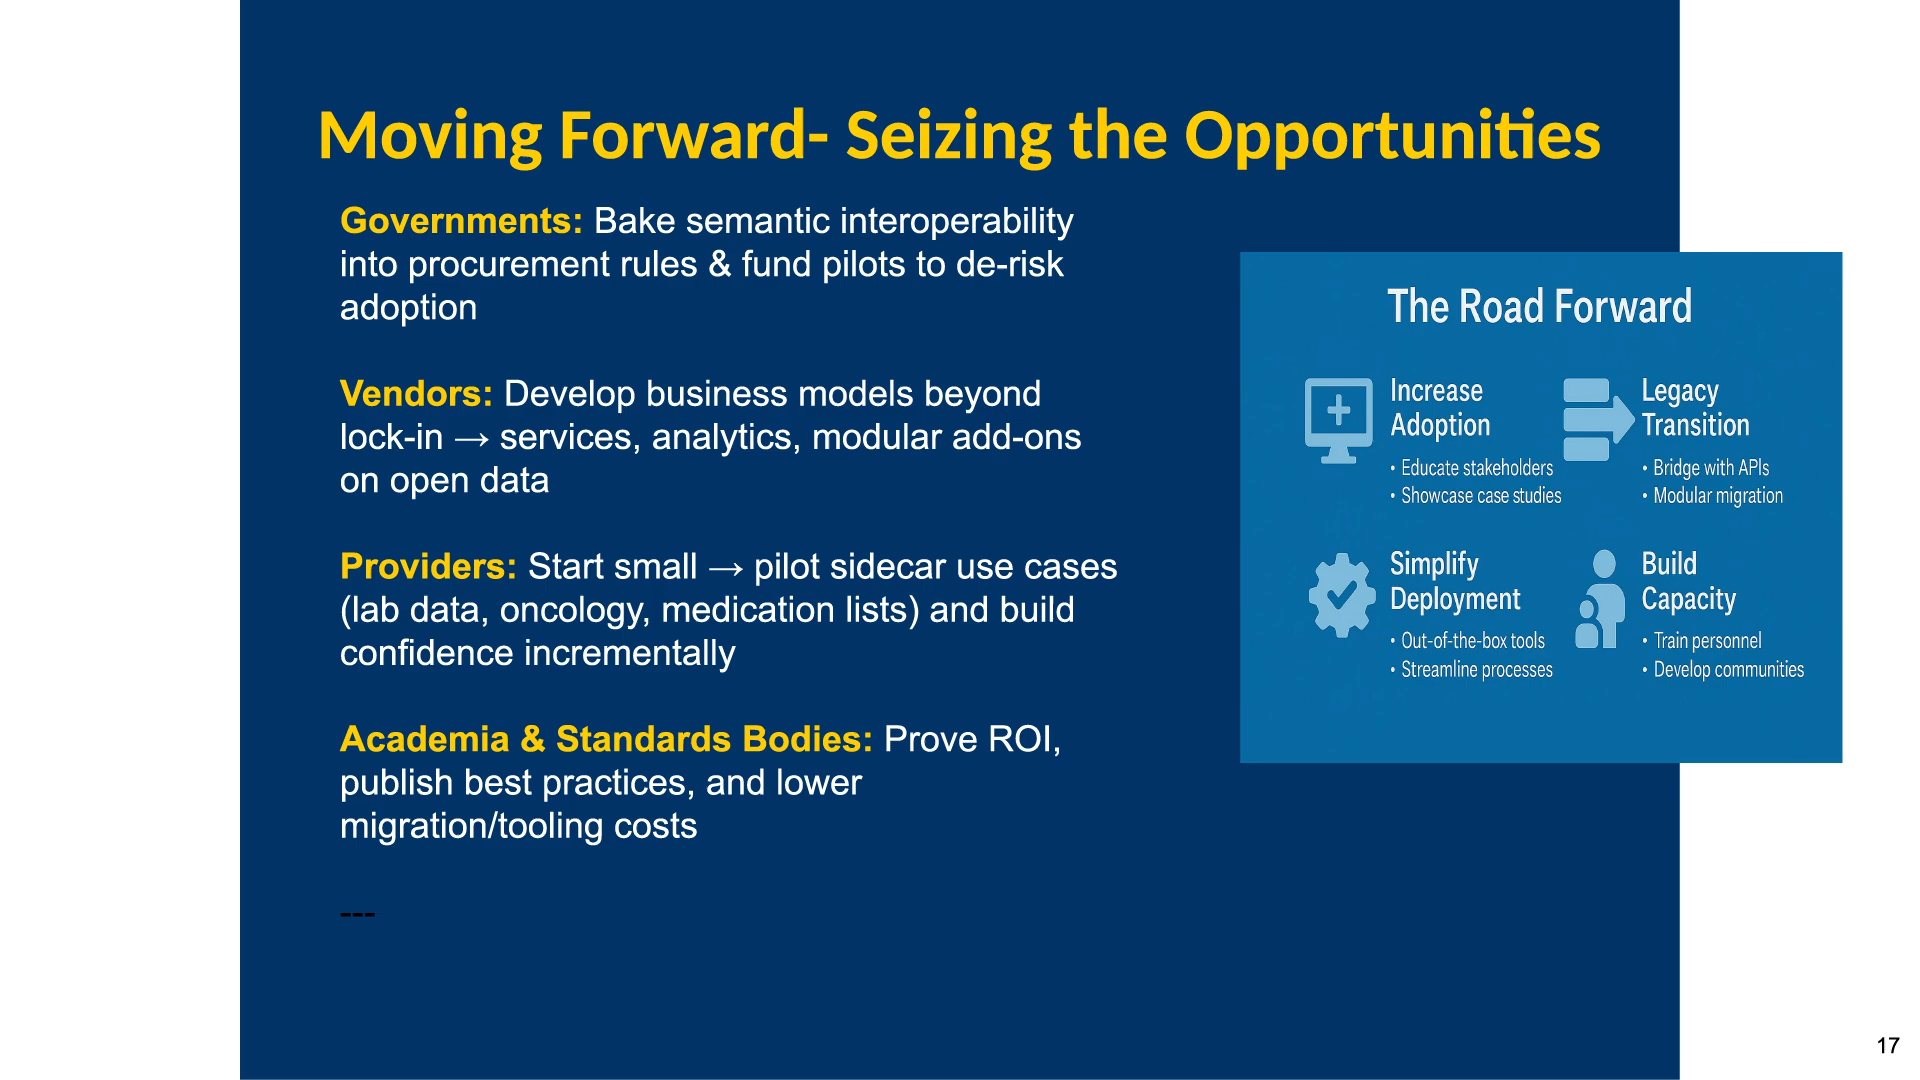 Moving Forward- Seizing the Opportunities
Governments: Bake semantic interoperability
into procurement rules & fund pilots to de-risk
adoption
Vendors: Develop business models beyond
lock-in → services, analytics, modular add-ons
on open data
Providers: Start small → pilot sidecar use cases
(lab data, oncology, medication lists) and build
confidence incrementally
Academia & Standards Bodies: Prove ROI,
publish best practices, and lower
migration/tooling costs
---
The Road Forward
Increase
Adoption
• Educate stakeholders
• Showcase case studies
Legacy
Transition
• Bridge with APIs
• Modular migration
Simplify
Deployment
• Out-of-the-box tools
• Streamline processes
Build
Capacity
• Train personnel
• Develop communities
17